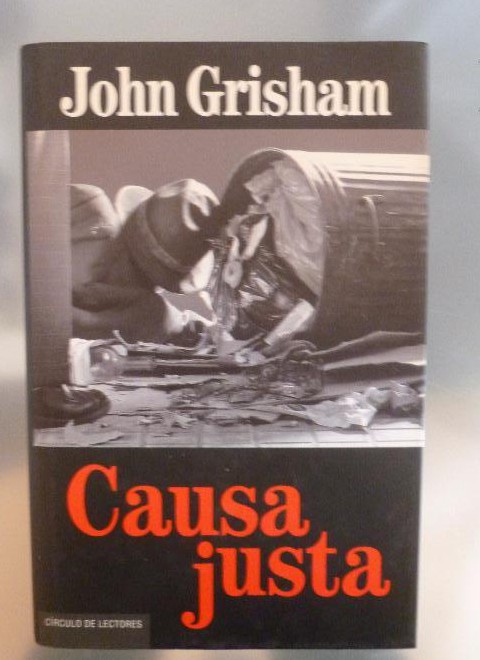 John Grisham
Causa
justa
CÍRCULO DE LECTORES